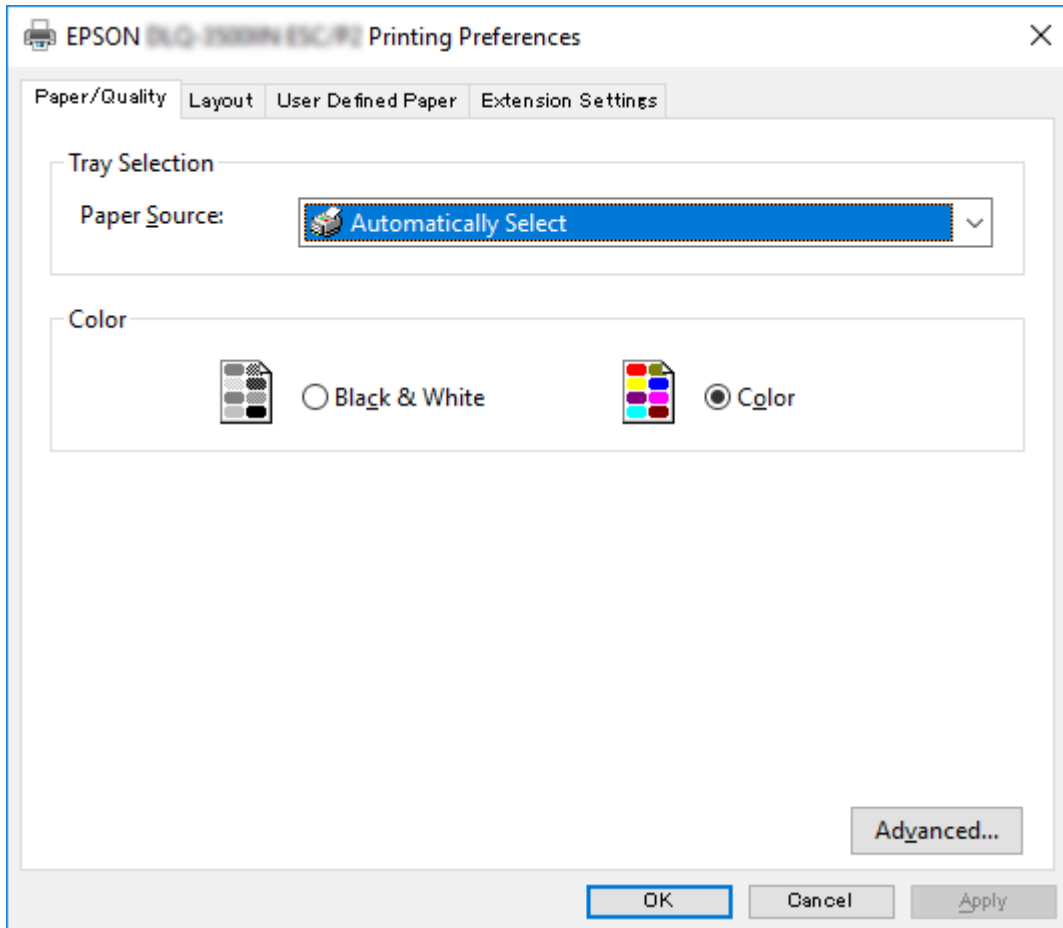 EPSON Printing Preferences
Paper/Quality Layout User Defined Paper Extension Settings
Tray Selection
Paper Source: Automatically Select
Color
Black & White Color
Advanced...
OK Cancel Apply